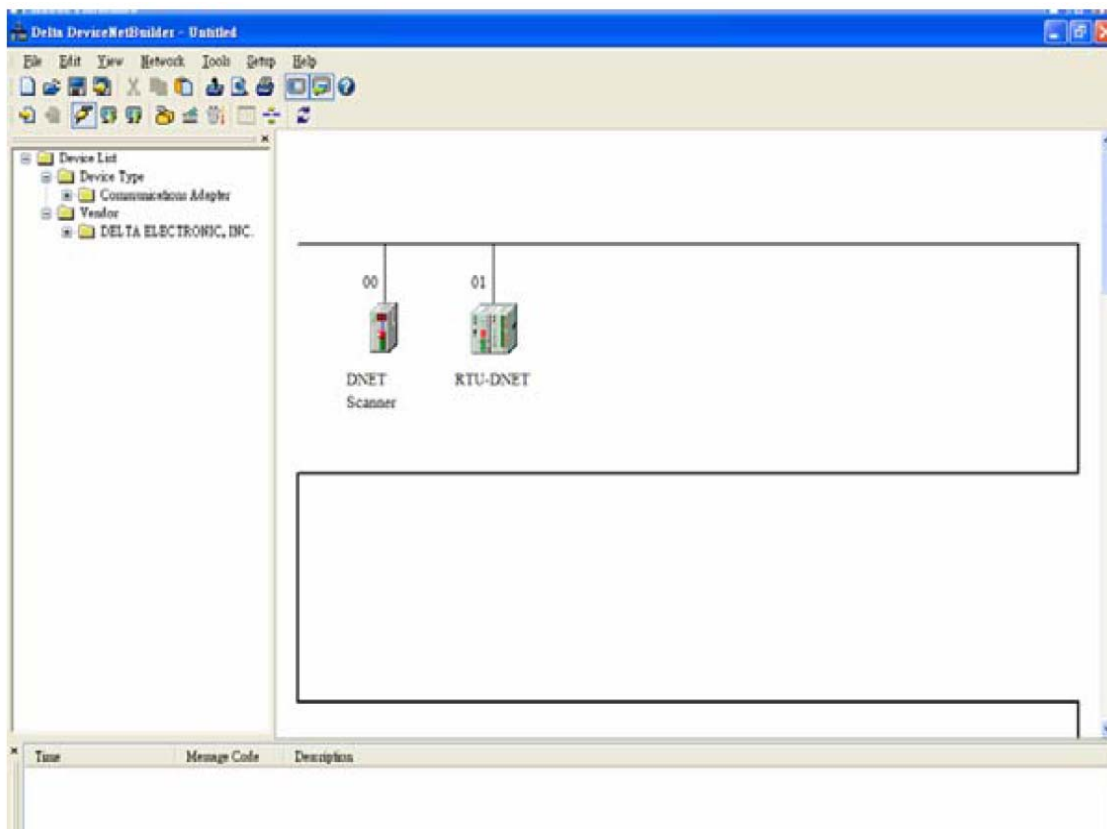 Delta DeviceNetBuilder - Untitled
File Edit View Network Tools Setup Help
Device List
Device Type
Communications Adapter
Vendor
DELTA ELECTRONIC, INC.
00
01
DNET
Scanner
RTU-DNET
Time Message Code Description